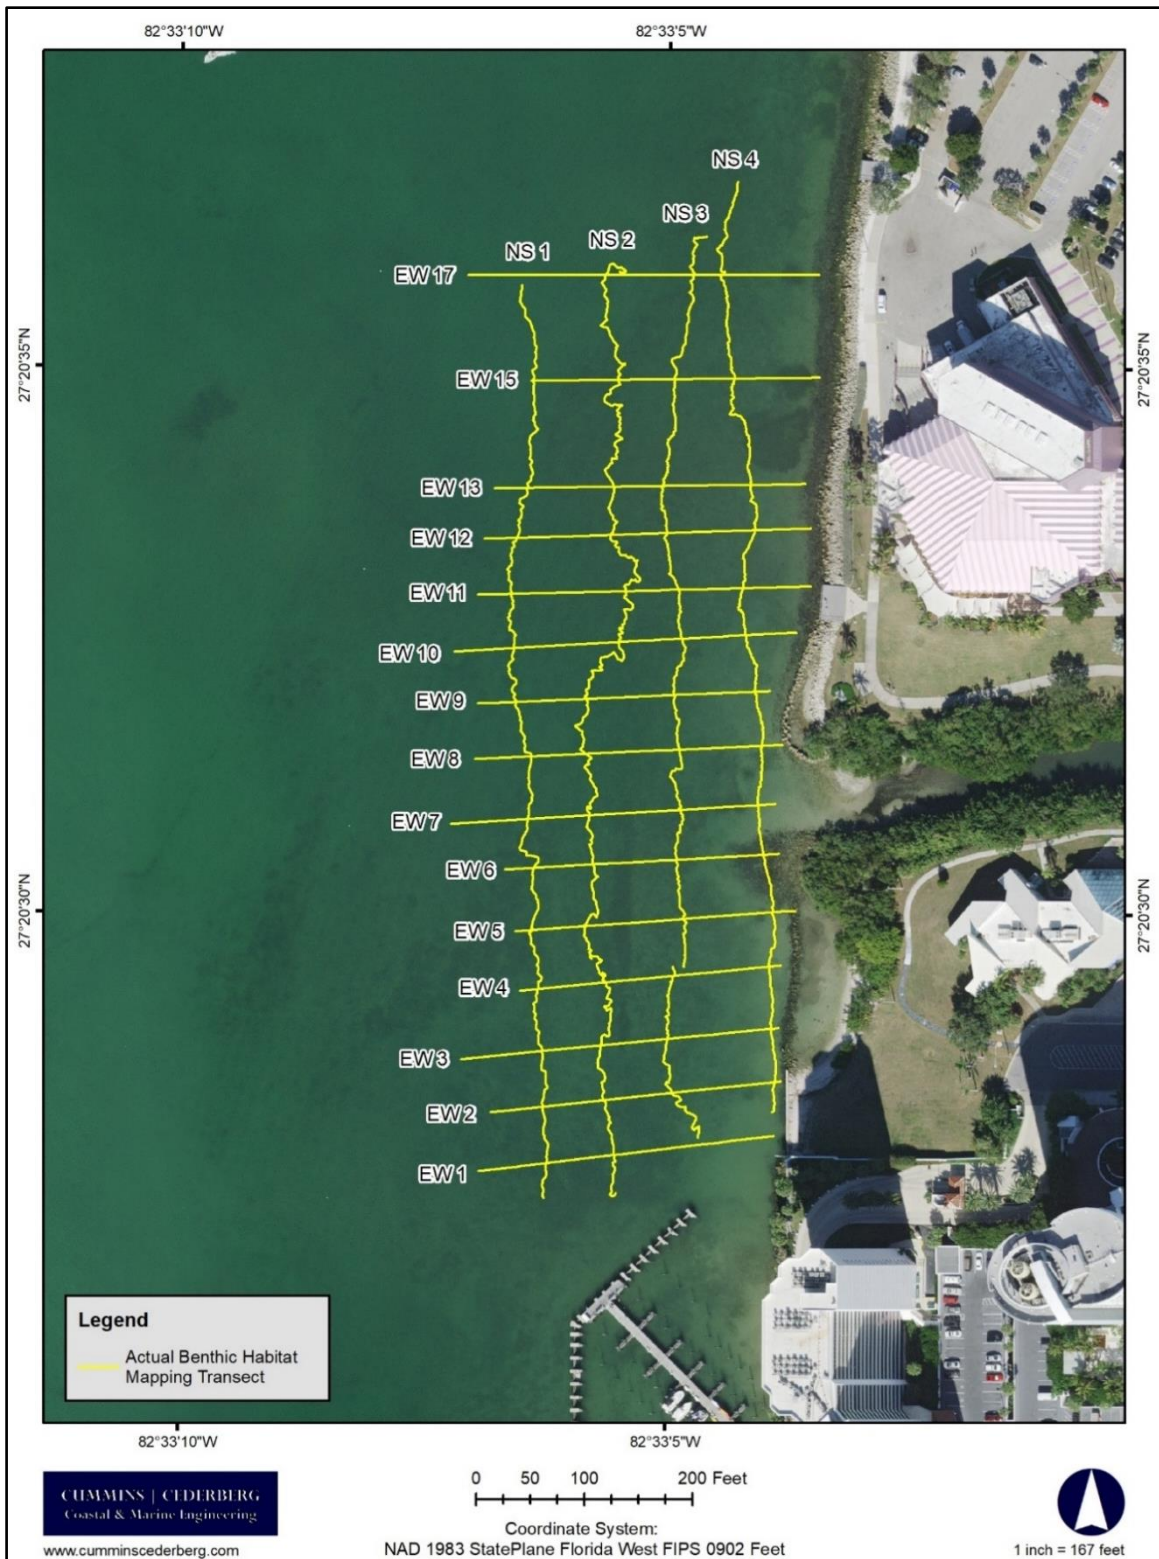 82°33'10"W
82°33'5"W
NS 4
NS 3
NS 2
NS 1
EW 17
27°20'35"N
27°20'35"N
EW 15
EW 13
EW 12
EW 11
EW 10
EW 9
EW 8
EW 7
EW 6
27°20'30"N
27°20'30"N
EW 5
EW 4
EW 3
EW 2
EW 1
Legend
Actual Benthic Habitat
Mapping Transect
82°33'10"W
82°33'5"W
CUMMINS | CEDERBERG
Coastal & Marine Engineering
www.cumminscederberg.com
0 50 100 200 Feet
Coordinate System:
NAD 1983 StatePlane Florida West FIPS 0902 Feet
1 inch = 167 feet